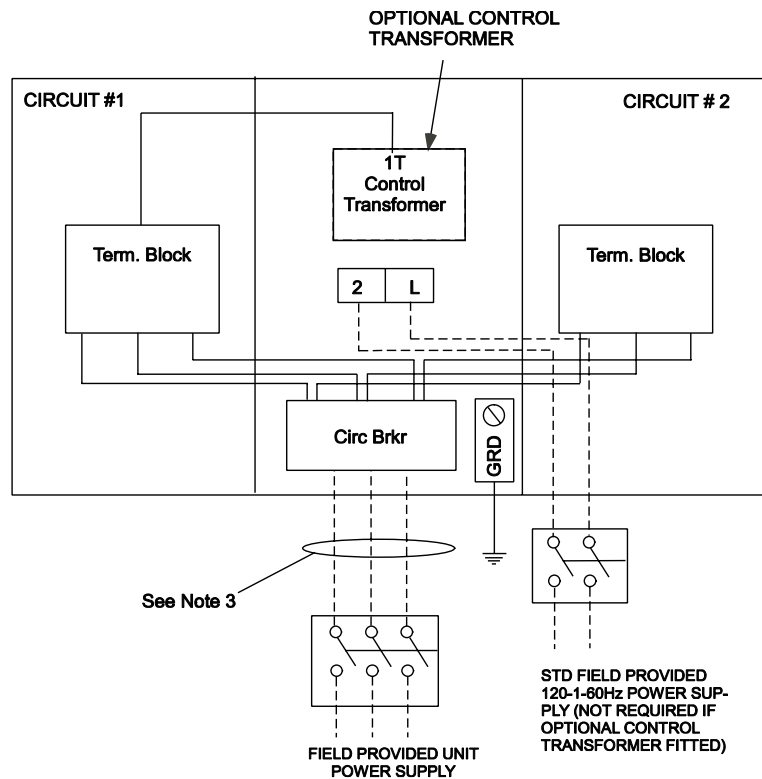 OPTIONAL CONTROL
TRANSFORMER
CIRCUIT #1
CIRCUIT # 2
1T
Control
Transformer
Term. Block
Term. Block
2
L
Circ Brkr
GRD
See Note 3
STD FIELD PROVIDED
120-1-60Hz POWER SUP-
PLY (NOT REQUIRED IF
OPTIONAL CONTROL
TRANSFORMER FITTED)
FIELD PROVIDED UNIT
POWER SUPPLY